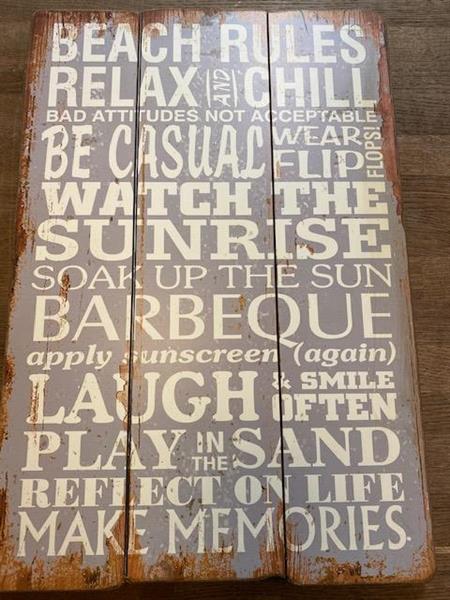 BEACH RULES
RELAX AND CHILL
BAD ATTITUDES NOT ACCEPTABLE
BE CASUAL WEAR FLIP FLOPS!
WATCH THE
SUNRISE
SOAK UP THE SUN
BARBEQUE
apply sunscreen (again)
LAUGH & SMILE OFTEN
PLAY IN THE SAND
REFLECT ON LIFE
MAKE MEMORIES.